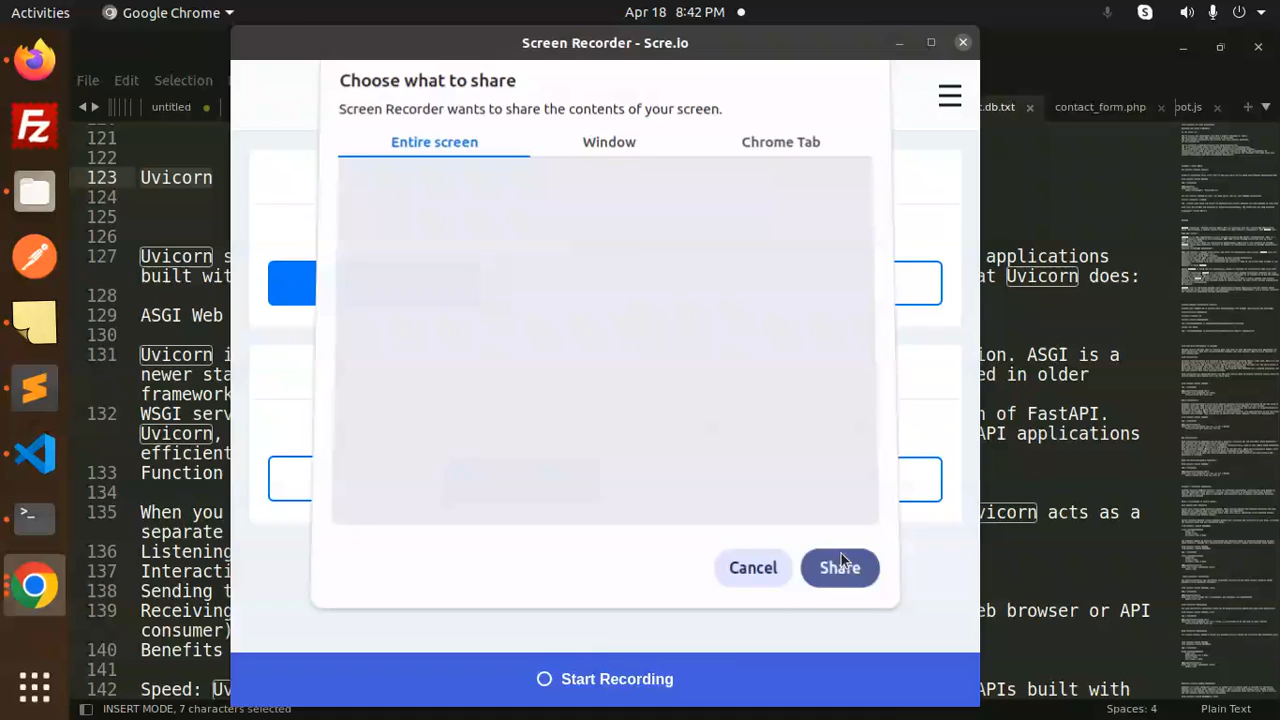 Activities
Google Chrome
Apr 18 8:42 PM
Screen Recorder - Scre.io
File Edit Selection
untitled
.db.txt
contact_form.php
bot.js
Choose what to share
Screen Recorder wants to share the contents of your screen.
Entire screen
Window
Chrome Tab
121
122
123 Uvicorn
124
125
126
127 Uvicorn s applications
built wit at Uvicorn does:
128
129 ASGI Web
130
131 Uvicorn i ion. ASGI is a
newer sta ed in older
framework
132 WSGI serv n of FastAPI.
Uvicorn, API applications
efficient
133 Function
134
135 When you vicorn acts as a
separate
136 Listening
137 Interacti
138 Sending t
139 Receiving eb browser or API
consumer)
140 Benefits
141
142 Speed: Uv APIs built with
Cancel
Share
Start Recording
INSERT MODE, 7 characters selected
Spaces: 4
Plain Text